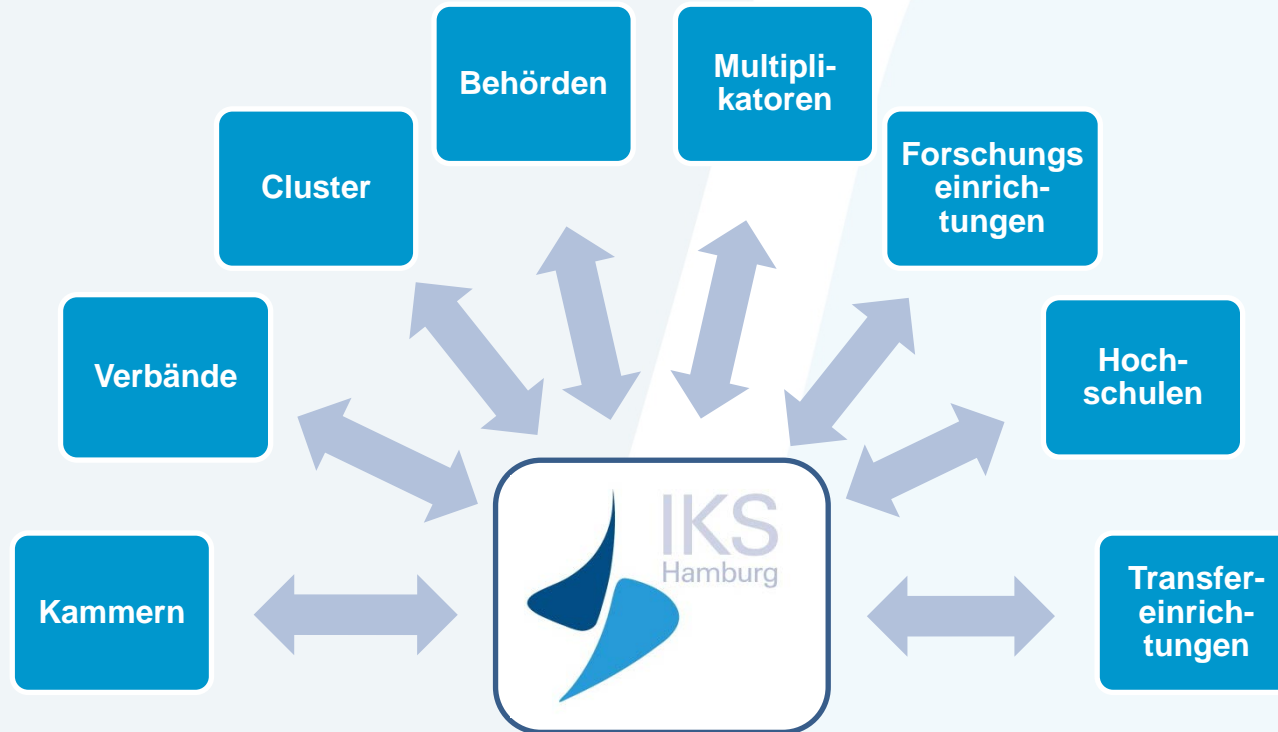 Behörden
Multipli-
katoren
Cluster
Forschungs
einrich-
tungen
Verbände
Hoch-
schulen
IKS
Hamburg
Kammern
Transfer-
einrich-
tungen